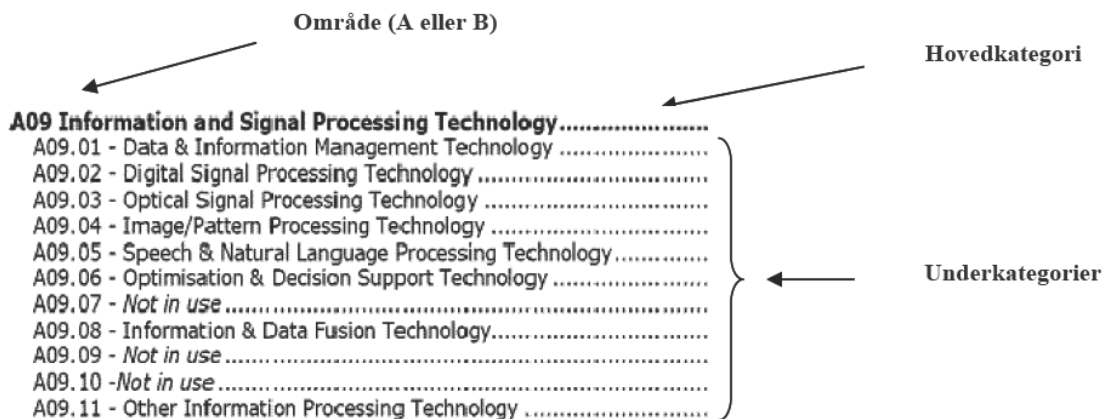 Område (A eller B)
Hovedkategori
A09 Information and Signal Processing Technology.......................
A09.01 - Data & Information Management Technology .......................
A09.02 - Digital Signal Processing Technology ...................................
A09.03 - Optical Signal Processing Technology ..................................
A09.04 - Image/Pattern Processing Technology .................................
A09.05 - Speech & Natural Language Processing Technology..............
A09.06 - Optimisation & Decision Support Technology .......................
A09.07 - Not in use .......................................................................
A09.08 - Information & Data Fusion Technology.................................
A09.09 - Not in use .......................................................................
A09.10 -Not in use ........................................................................
A09.11 - Other Information Processing Technology ...........................
Underkategorier